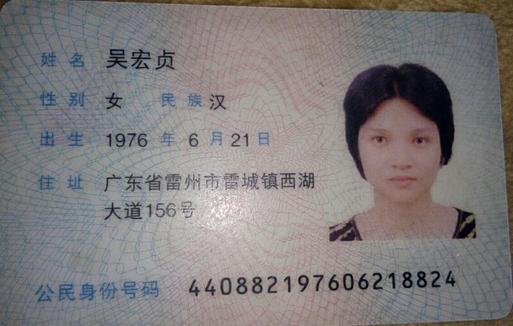 姓名 吴宏贞
性别 女 民族 汉
出生 1976 年 6 月 21 日
住址 广东省雷州市雷城镇西湖
大道156号
公民身份号码 440882197606218824